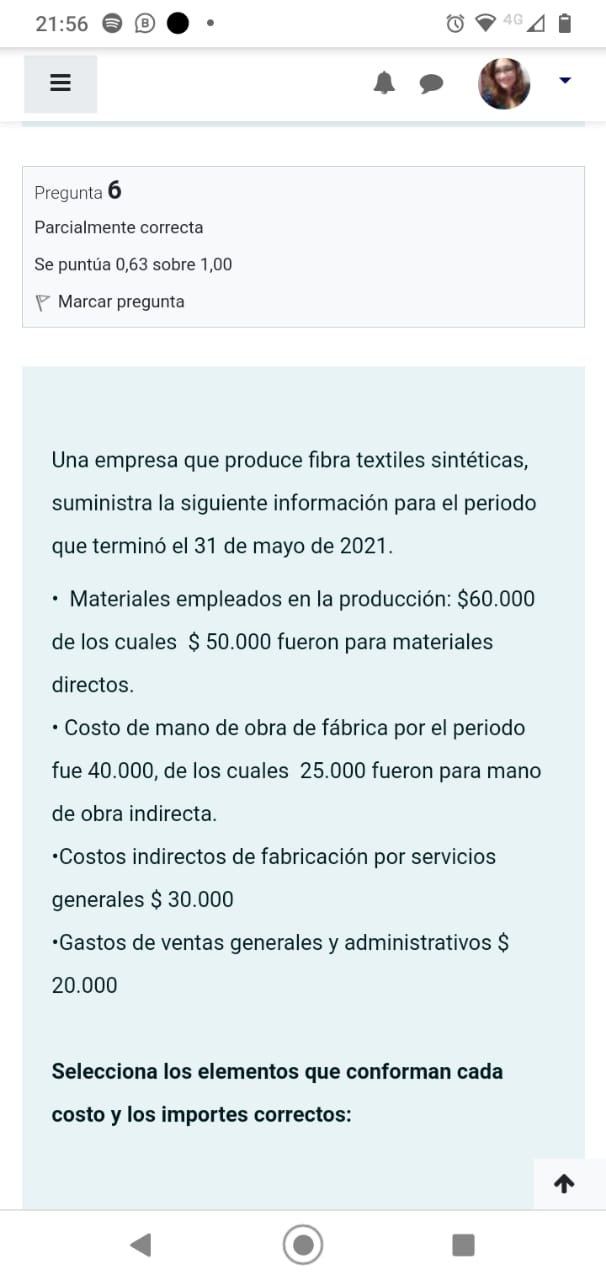 21:56
B
4G
Pregunta 6
Parcialmente correcta
Se puntúa 0,63 sobre 1,00
Marcar pregunta
Una empresa que produce fibra textiles sintéticas,
suministra la siguiente información para el periodo
que terminó el 31 de mayo de 2021.
• Materiales empleados en la producción: $60.000
de los cuales $ 50.000 fueron para materiales
directos.
• Costo de mano de obra de fábrica por el periodo
fue 40.000, de los cuales 25.000 fueron para mano
de obra indirecta.
•Costos indirectos de fabricación por servicios
generales $ 30.000
•Gastos de ventas generales y administrativos $
20.000
Selecciona los elementos que conforman cada
costo y los importes correctos: